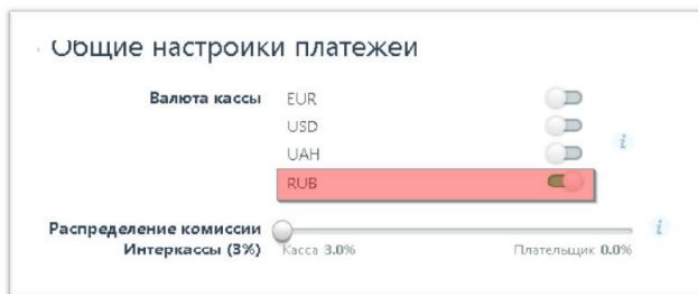 Общие настройки платежей
Валюта кассы EUR
USD
UAH
i
RUB
Распределение комиссии i
Интеркассы (3%) Касса 3.0% Плательщик 0.0%